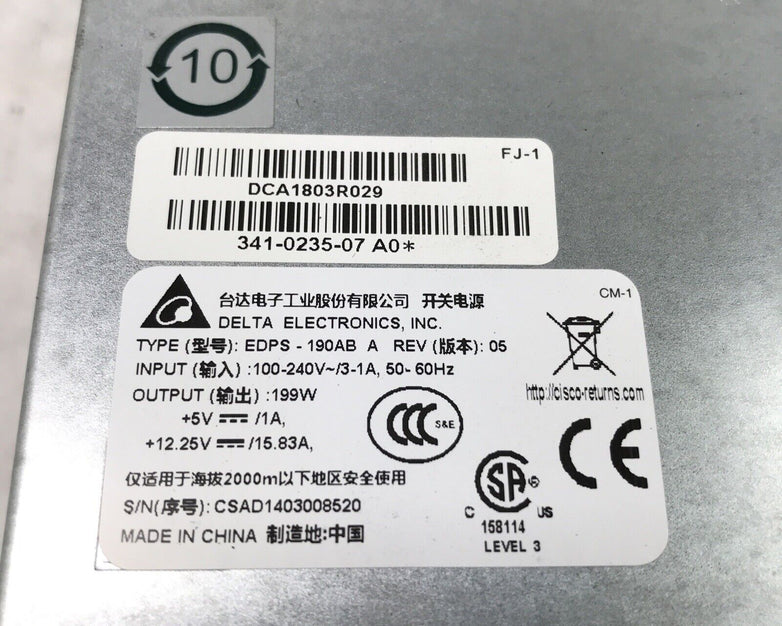 10
FJ-1
DCA1803R029
341-0235-07 A0*
CM-1
台达电子工业股份有限公司 开关电源
DELTA ELECTRONICS, INC.
TYPE (型号): EDPS - 190AB A REV (版本): 05
INPUT (输入) :100-240V~/3-1A, 50- 60Hz
OUTPUT (输出) :199W
+5V ⎓ /1A,
+12.25V ⎓ /15.83A,
http://cisco-returns.com
CCC S&E
CE
仅适用于海拔2000m以下地区安全使用
S/N(序号): CSAD1403008520
MADE IN CHINA 制造地:中国
SA ®
C US
158114
LEVEL 3